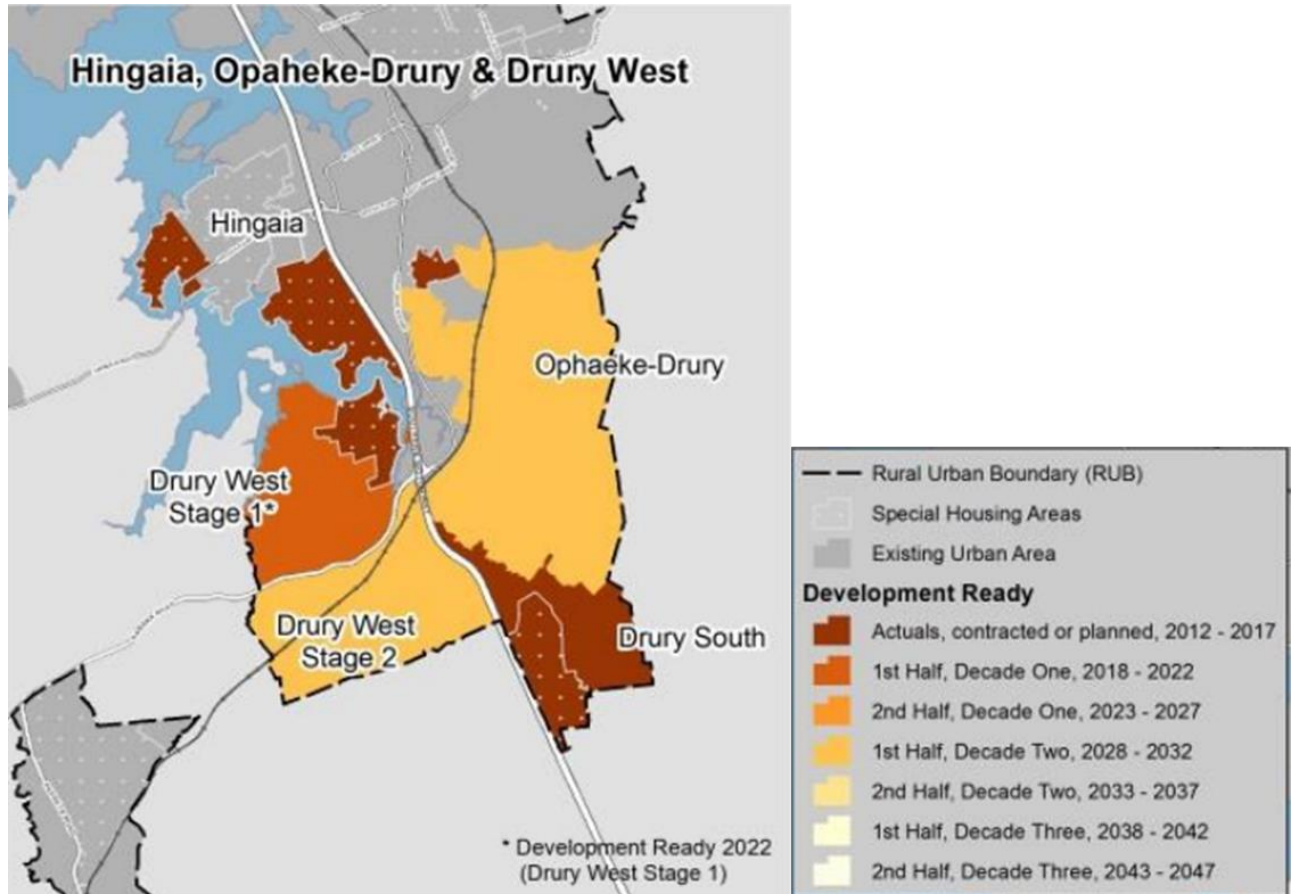 Hingaia, Opaheke-Drury & Drury West
Hingaia
Ophaeke-Drury
Drury West
Stage 1*
Drury West
Stage 2
Drury South
* Development Ready 2022
(Drury West Stage 1)
Rural Urban Boundary (RUB)
Special Housing Areas
Existing Urban Area
Development Ready
Actuals, contracted or planned, 2012 - 2017
1st Half, Decade One, 2018 - 2022
2nd Half, Decade One, 2023 - 2027
1st Half, Decade Two, 2028 - 2032
2nd Half, Decade Two, 2033 - 2037
1st Half, Decade Three, 2038 - 2042
2nd Half, Decade Three, 2043 - 2047